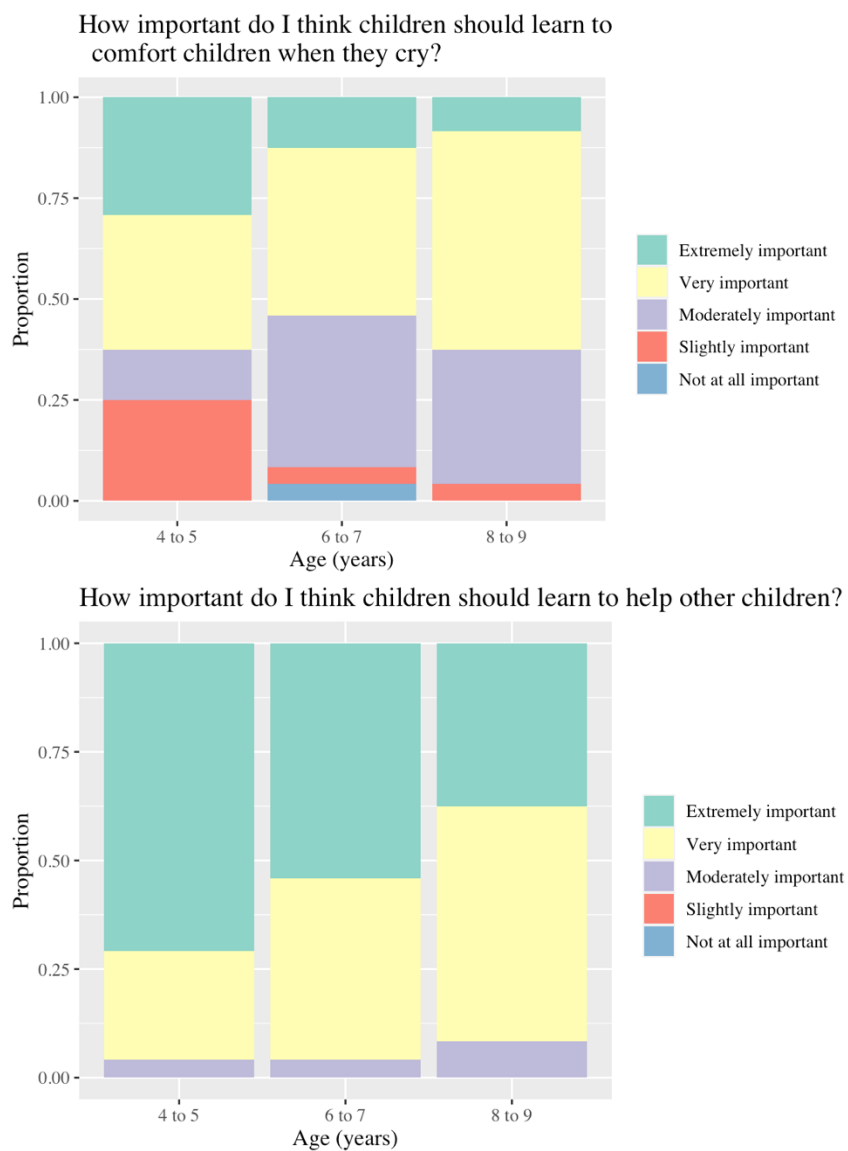 How important do I think children should learn to
comfort children when they cry?
1.00
0.75
0.50
0.25
0.00
Proportion
4 to 5
6 to 7
8 to 9
Age (years)
Extremely important
Very important
Moderately important
Slightly important
Not at all important
How important do I think children should learn to help other children?
1.00
0.75
0.50
0.25
0.00
Proportion
4 to 5
6 to 7
8 to 9
Age (years)
Extremely important
Very important
Moderately important
Slightly important
Not at all important